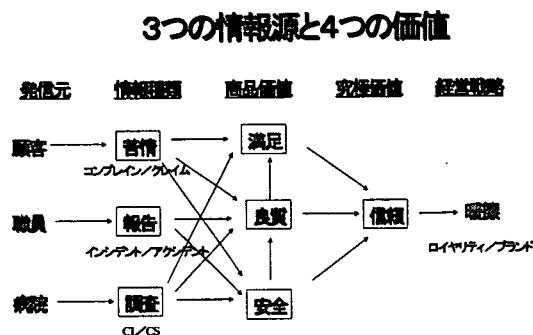 3つの情報源と4つの価値
発信元 情報種類 商品価値 究極価値 経営戦略
顧客 苦情 満足
コンプレイン/クレイム
職員 報告 良質 信頼
インシデント/アクシデント ロイヤリティ/ブランド
病院 調査 安全
CI/CS